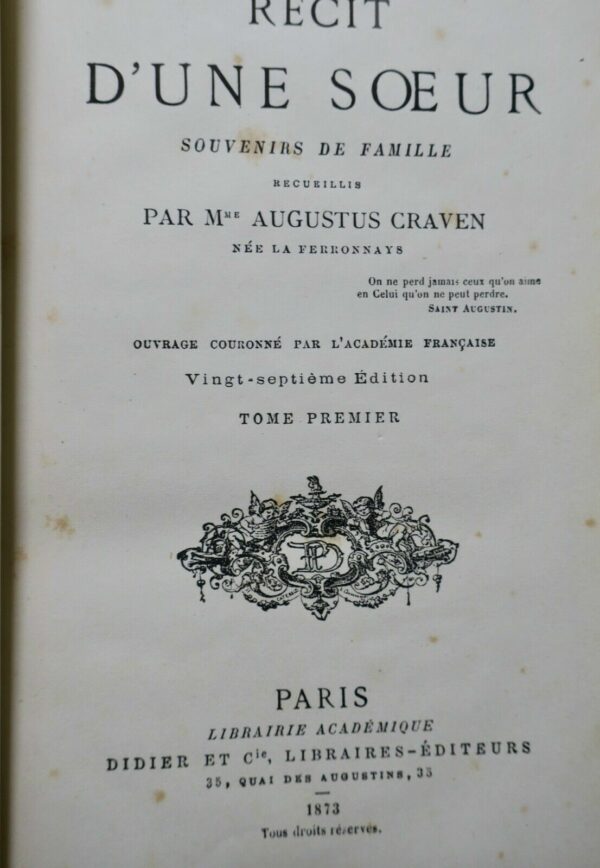 RÉCIT
D'UNE SŒUR
SOUVENIRS DE FAMILLE
RECUEILLIS
PAR Mme AUGUSTUS CRAVEN
NÉE LA FERRONNAYS
On ne perd jamais ceux qu'on aime
en Celui qu'on ne peut perdre.
SAINT AUGUSTIN.
OUVRAGE COURONNÉ PAR L'ACADÉMIE FRANÇAISE
Vingt-septième Édition
TOME PREMIER
PARIS
LIBRAIRIE ACADÉMIQUE
DIDIER ET Cie, LIBRAIRES-ÉDITEURS
35, QUAI DES AUGUSTINS, 35
1873
Tous droits réservés.